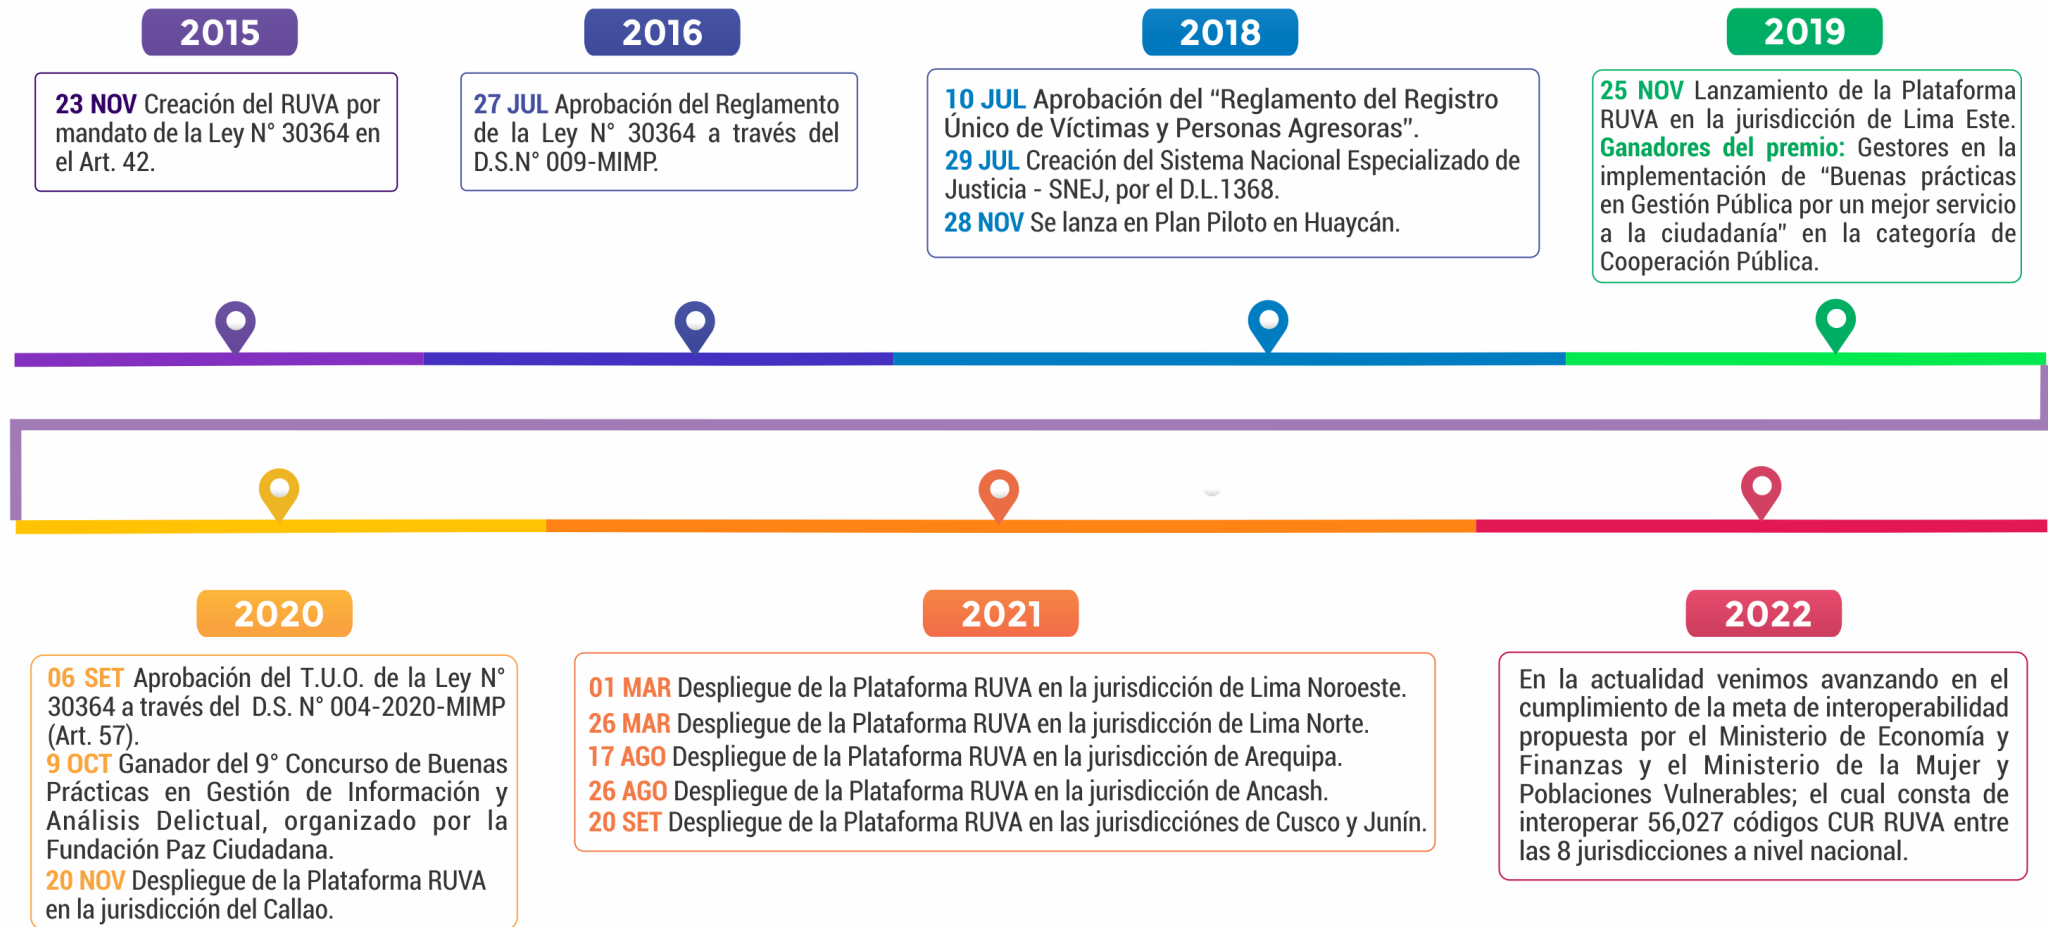 2015
23 NOV Creación del RUVA por
mandato de la Ley N° 30364 en
el Art. 42.
2016
27 JUL Aprobación del Reglamento
de la Ley N° 30364 a través del
D.S.N° 009-MIMP.
2018
10 JUL Aprobación del “Reglamento del Registro
Único de Víctimas y Personas Agresoras”.
29 JUL Creación del Sistema Nacional Especializado de
Justicia - SNEJ, por el D.L.1368.
28 NOV Se lanza en Plan Piloto en Huaycán.
2019
25 NOV Lanzamiento de la Plataforma
RUVA en la jurisdicción de Lima Este.
Ganadores del premio: Gestores en la
implementación de “Buenas prácticas
en Gestión Pública por un mejor servicio
a la ciudadanía” en la categoría de
Cooperación Pública.
2020
06 SET Aprobación del T.U.O. de la Ley N°
30364 a través del D.S. N° 004-2020-MIMP
(Art. 57).
9 OCT Ganador del 9° Concurso de Buenas
Prácticas en Gestión de Información y
Análisis Delictual, organizado por la
Fundación Paz Ciudadana.
20 NOV Despliegue de la Plataforma RUVA
en la jurisdicción del Callao.
2021
01 MAR Despliegue de la Plataforma RUVA en la jurisdicción de Lima Noroeste.
26 MAR Despliegue de la Plataforma RUVA en la jurisdicción de Lima Norte.
17 AGO Despliegue de la Plataforma RUVA en la jurisdicción de Arequipa.
26 AGO Despliegue de la Plataforma RUVA en la jurisdicción de Ancash.
20 SET Despliegue de la Plataforma RUVA en las jurisdicciónes de Cusco y Junín.
2022
En la actualidad venimos avanzando en el
cumplimiento de la meta de interoperabilidad
propuesta por el Ministerio de Economía y
Finanzas y el Ministerio de la Mujer y
Poblaciones Vulnerables; el cual consta de
interoperar 56,027 códigos CUR RUVA entre
las 8 jurisdicciones a nivel nacional.